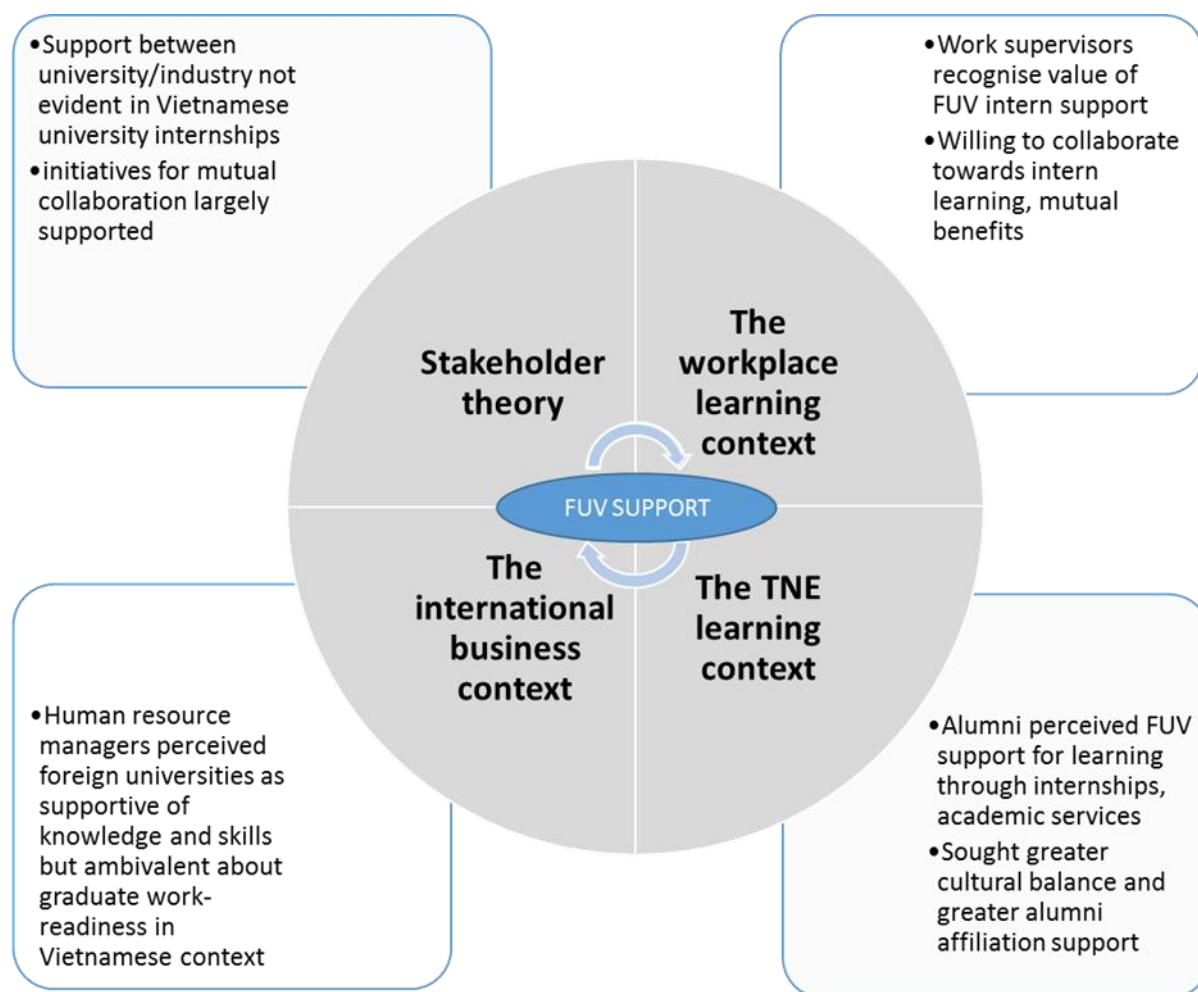 •Support between
university/industry not
evident in Vietnamese
university internships
•initiatives for mutual
collaboration largely
supported
•Work supervisors
recognise value of
FUV intern support
•Willing to collaborate
towards intern
learning, mutual
benefits
Stakeholder
theory
The
workplace
learning
context
FUV SUPPORT
The
international
business
context
The TNE
learning
context
•Human resource
managers perceived
foreign universities as
supportive of
knowledge and skills
but ambivalent about
graduate work-
readiness in
Vietnamese context
•Alumni perceived FUV
support for learning
through internships,
academic services
•Sought greater
cultural balance and
greater alumni
affiliation support